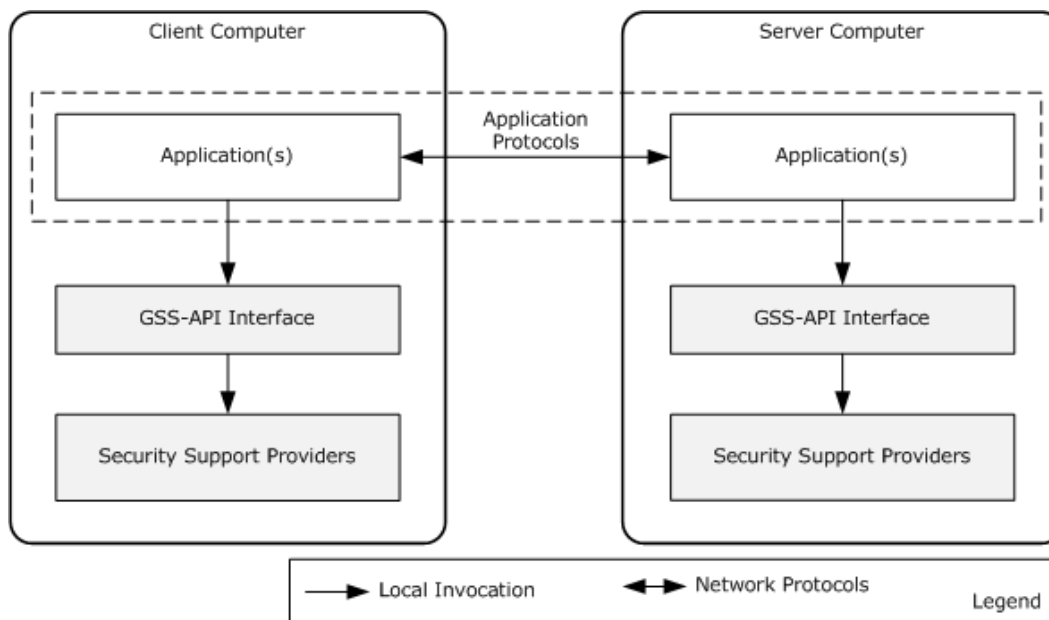 Client Computer
Server Computer
Application(s)
Application
Protocols
Application(s)
GSS-API Interface
GSS-API Interface
Security Support Providers
Security Support Providers
Local Invocation
Network Protocols
Legend